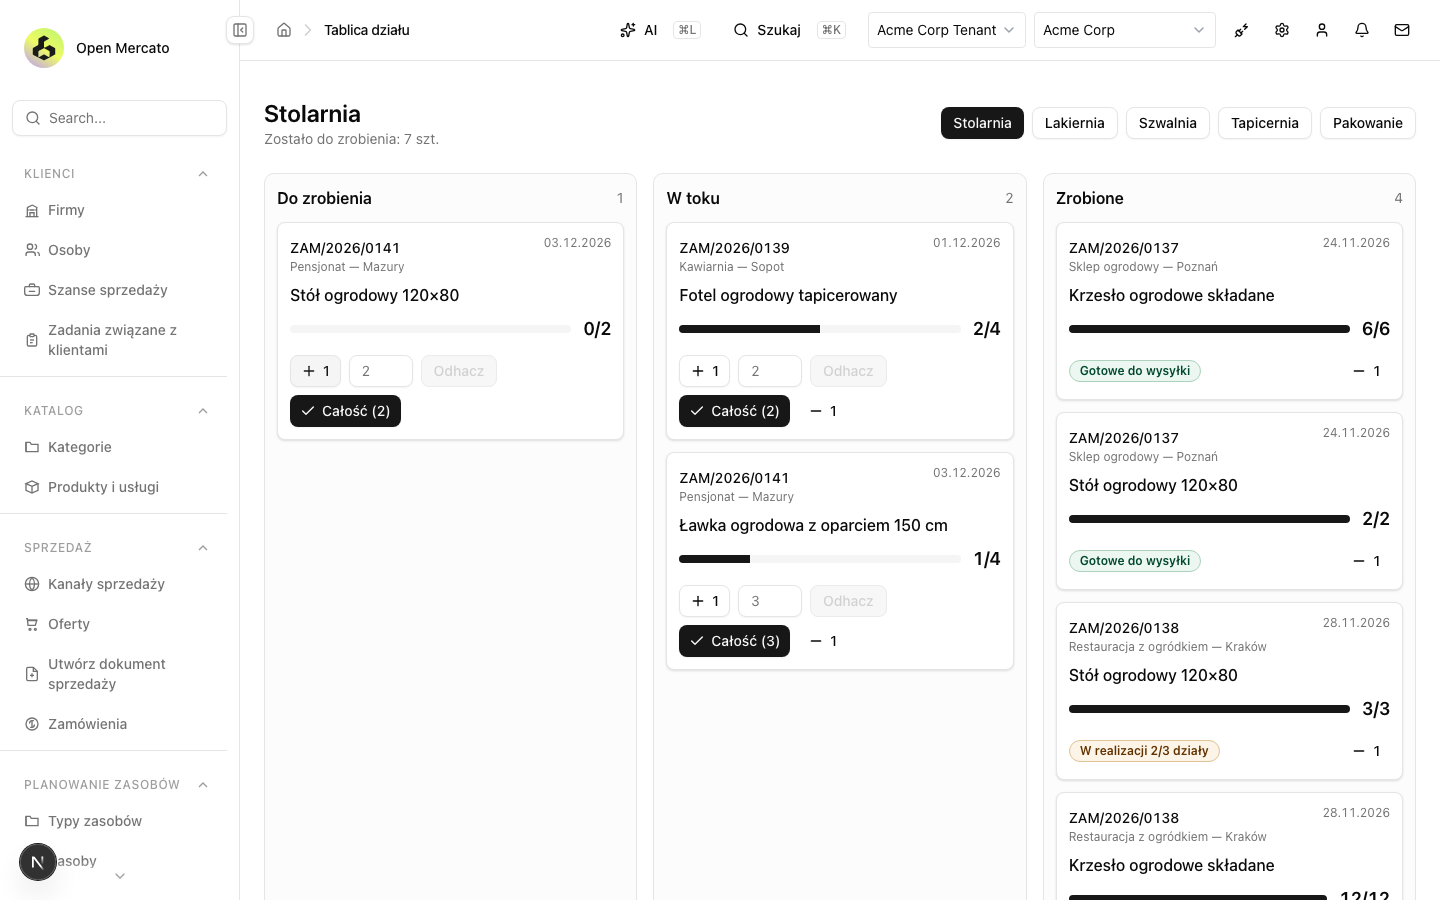 Open Mercato
Tablica działu
AI ⌘L
Szukaj ⌘K
Acme Corp Tenant
Acme Corp
Search...
KLIENCI
Firmy
Osoby
Szanse sprzedaży
Zadania związane z
klientami
KATALOG
Kategorie
Produkty i usługi
SPRZEDAŻ
Kanały sprzedaży
Oferty
Utwórz dokument
sprzedaży
Zamówienia
PLANOWANIE ZASOBÓW
Typy zasobów
asoby
N
Stolarnia
Zostało do zrobienia: 7 szt.
Stolarnia
Lakiernia
Szwalnia
Tapicernia
Pakowanie
Do zrobienia 1
ZAM/2026/0141 03.12.2026
Pensjonat — Mazury
Stół ogrodowy 120×80
0/2
+ 1 2 Odhacz
Całość (2)
W toku 2
ZAM/2026/0139 01.12.2026
Kawiarnia — Sopot
Fotel ogrodowy tapicerowany
2/4
+ 1 2 Odhacz
Całość (2) − 1
ZAM/2026/0141 03.12.2026
Pensjonat — Mazury
Ławka ogrodowa z oparciem 150 cm
1/4
+ 1 3 Odhacz
Całość (3) − 1
Zrobione 4
ZAM/2026/0137 24.11.2026
Sklep ogrodowy — Poznań
Krzesło ogrodowe składane
6/6
Gotowe do wysyłki − 1
ZAM/2026/0137 24.11.2026
Sklep ogrodowy — Poznań
Stół ogrodowy 120×80
2/2
Gotowe do wysyłki − 1
ZAM/2026/0138 28.11.2026
Restauracja z ogródkiem — Kraków
Stół ogrodowy 120×80
3/3
W realizacji 2/3 działy − 1
ZAM/2026/0138 28.11.2026
Restauracja z ogródkiem — Kraków
Krzesło ogrodowe składane
12/12